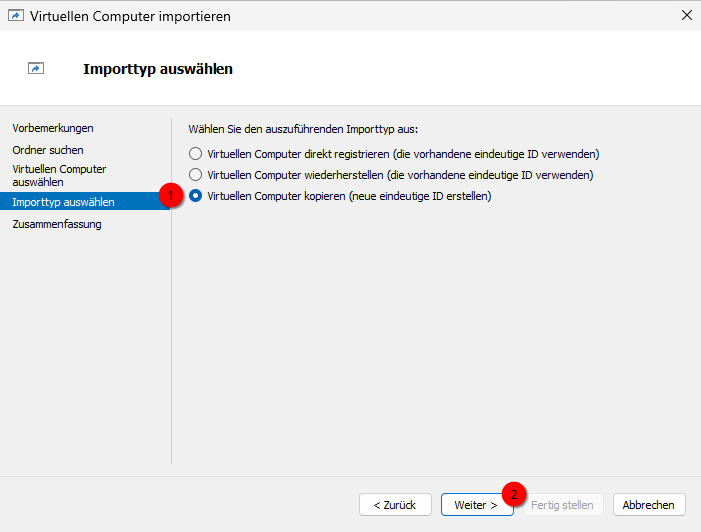 Virtuellen Computer importieren
Importtyp auswählen
Vorbemerkungen
Ordner suchen
Virtuellen Computer
auswählen
Importtyp auswählen
Zusammenfassung
Wählen Sie den auszuführenden Importtyp aus:
Virtuellen Computer direkt registrieren (die vorhandene eindeutige ID verwenden)
Virtuellen Computer wiederherstellen (die vorhandene eindeutige ID verwenden)
1
Virtuellen Computer kopieren (neue eindeutige ID erstellen)
2
< Zurück
Weiter >
Fertig stellen
Abbrechen